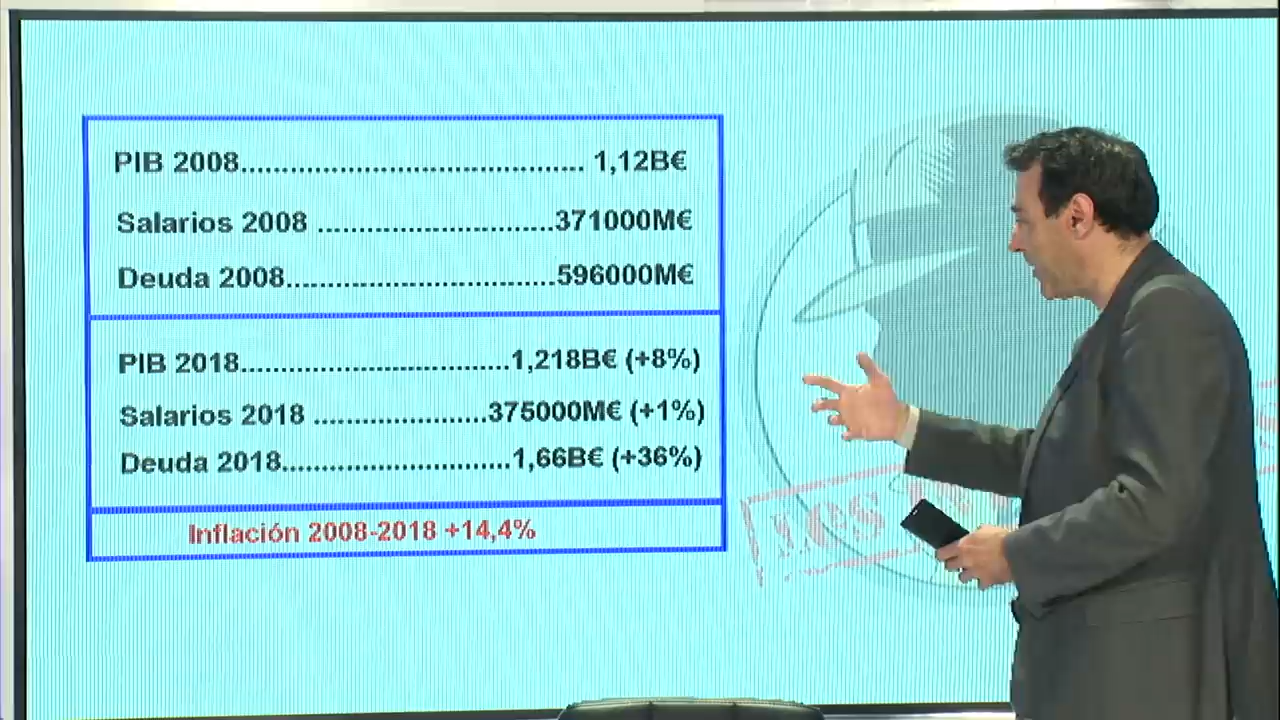 PIB 2008.......................................... 1,12B€
Salarios 2008 .............................371000M€
Deuda 2008.................................596000M€
PIB 2018.................................1,218B€ (+8%)
Salarios 2018 .....................375000M€ (+1%)
Deuda 2018............................1,66B€ (+36%)
Inflación 2008-2018 +14,4%
LOS